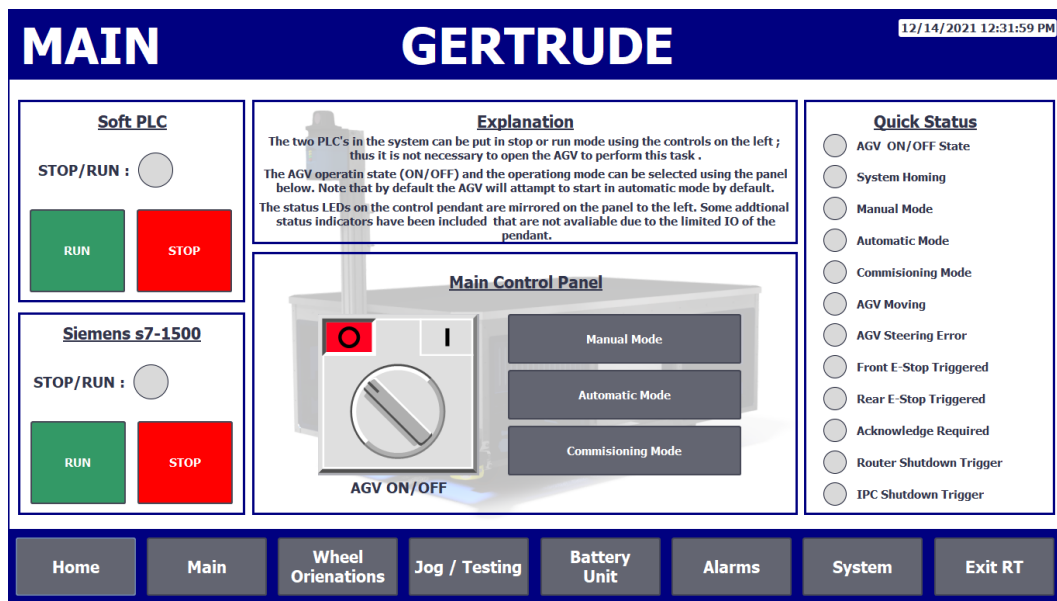 MAIN
GERTRUDE
12/14/2021 12:31:59 PM
Soft PLC
STOP/RUN :
RUN
STOP
Siemens s7-1500
STOP/RUN :
RUN
STOP
Explanation
The two PLC's in the system can be put in stop or run mode using the controls on the left ;
thus it is not necessary to open the AGV to perform this task .
The AGV operatin state (ON/OFF) and the operationg mode can be selected using the panel
below. Note that by default the AGV will attampt to start in automatic mode by default.
The status LEDs on the control pendant are mirrored on the panel to the left. Some addtional
status indicators have been included that are not avaliable due to the limited IO of the
pendant.
Main Control Panel
O
I
AGV ON/OFF
Manual Mode
Automatic Mode
Commisioning Mode
Quick Status
AGV ON/OFF State
System Homing
Manual Mode
Automatic Mode
Commisioning Mode
AGV Moving
AGV Steering Error
Front E-Stop Triggered
Rear E-Stop Triggered
Acknowledge Required
Router Shutdown Trigger
IPC Shutdown Trigger
Home
Main
Wheel
Orienations
Jog / Testing
Battery
Unit
Alarms
System
Exit RT